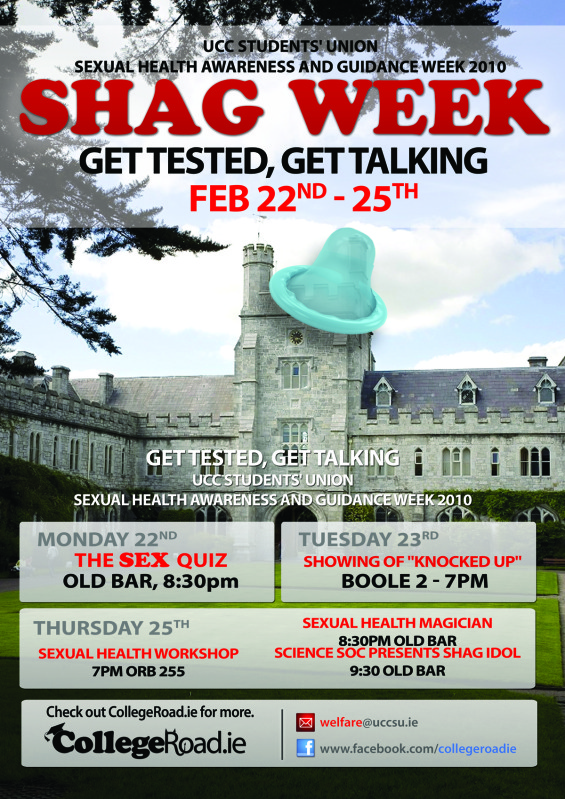 UCC STUDENTS' UNION
SEXUAL HEALTH AWARENESS AND GUIDANCE WEEK 2010
SHAG WEEK
GET TESTED, GET TALKING
FEB 22ND - 25TH
GET TESTED, GET TALKING
UCC STUDENTS' UNION
SEXUAL HEALTH AWARENESS AND GUIDANCE WEEK 2010
MONDAY 22ND
THE SEX QUIZ
OLD BAR, 8:30pm
TUESDAY 23RD
SHOWING OF "KNOCKED UP"
BOOLE 2 - 7PM
THURSDAY 25TH
SEXUAL HEALTH WORKSHOP
7PM ORB 255
SEXUAL HEALTH MAGICIAN
8:30PM OLD BAR
SCIENCE SOC PRESENTS SHAG IDOL
9:30 OLD BAR
Check out CollegeRoad.ie for more.
CollegeRoad.ie
welfare@uccsu.ie
f www.facebook.com/collegeroadie